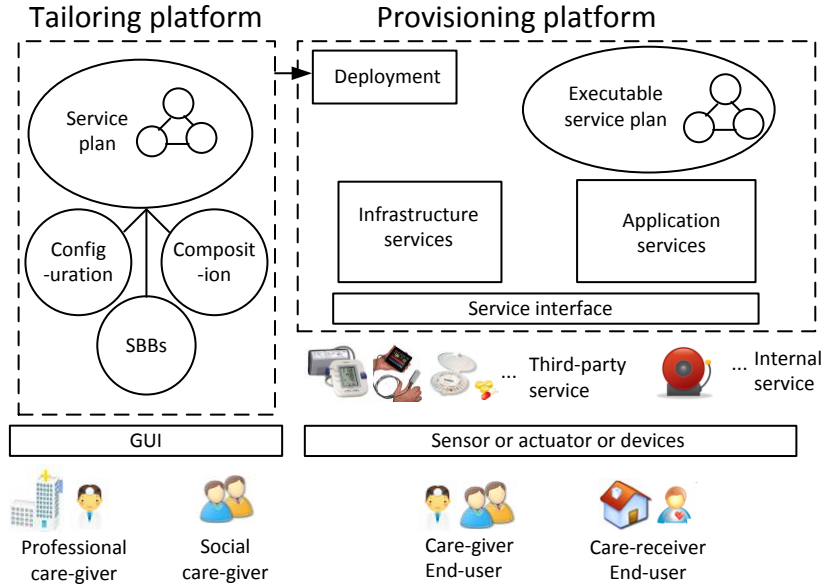 Tailoring platform
Provisioning platform
Service
plan
Config
-uration
Composit
-ion
SBBs
Deployment
Executable
service plan
Infrastructure
services
Application
services
Service interface
... Third-party
service
... Internal
service
GUI
Sensor or actuator or devices
Professional
care-giver
Social
care-giver
Care-giver
End-user
Care-receiver
End-user